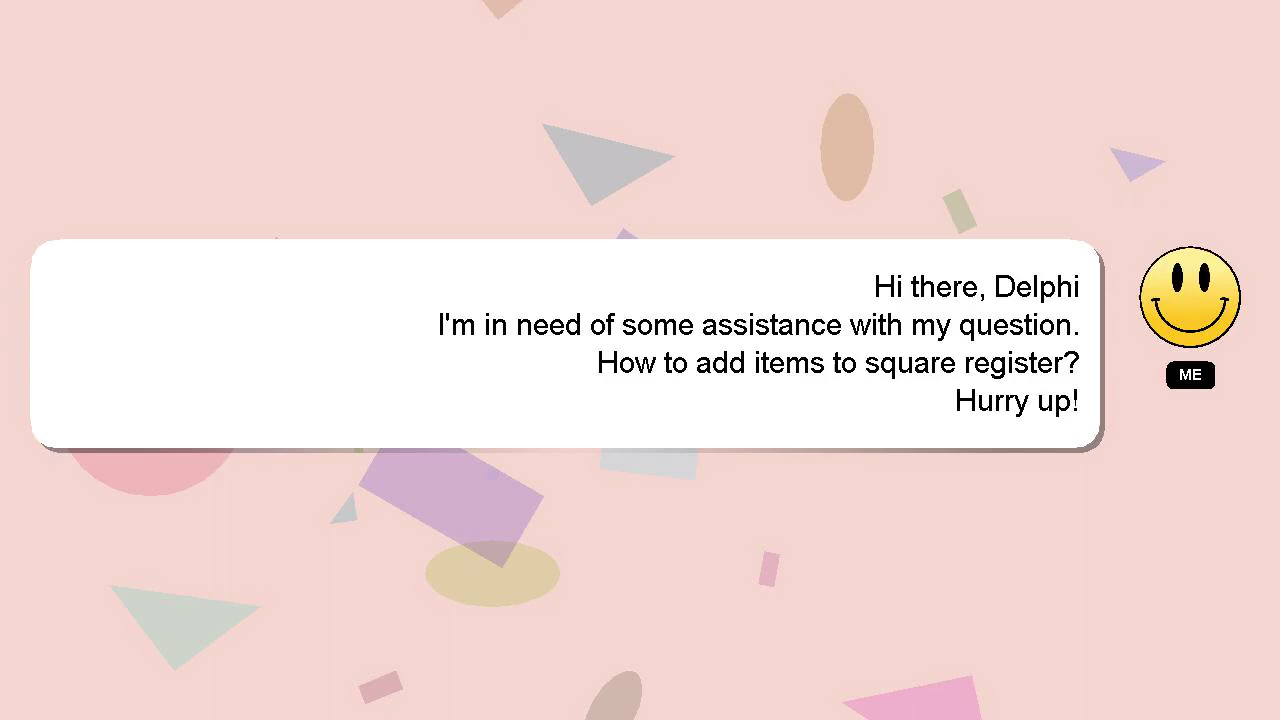 Hi there, Delphi
I'm in need of some assistance with my question.
How to add items to square register?
Hurry up!
ME